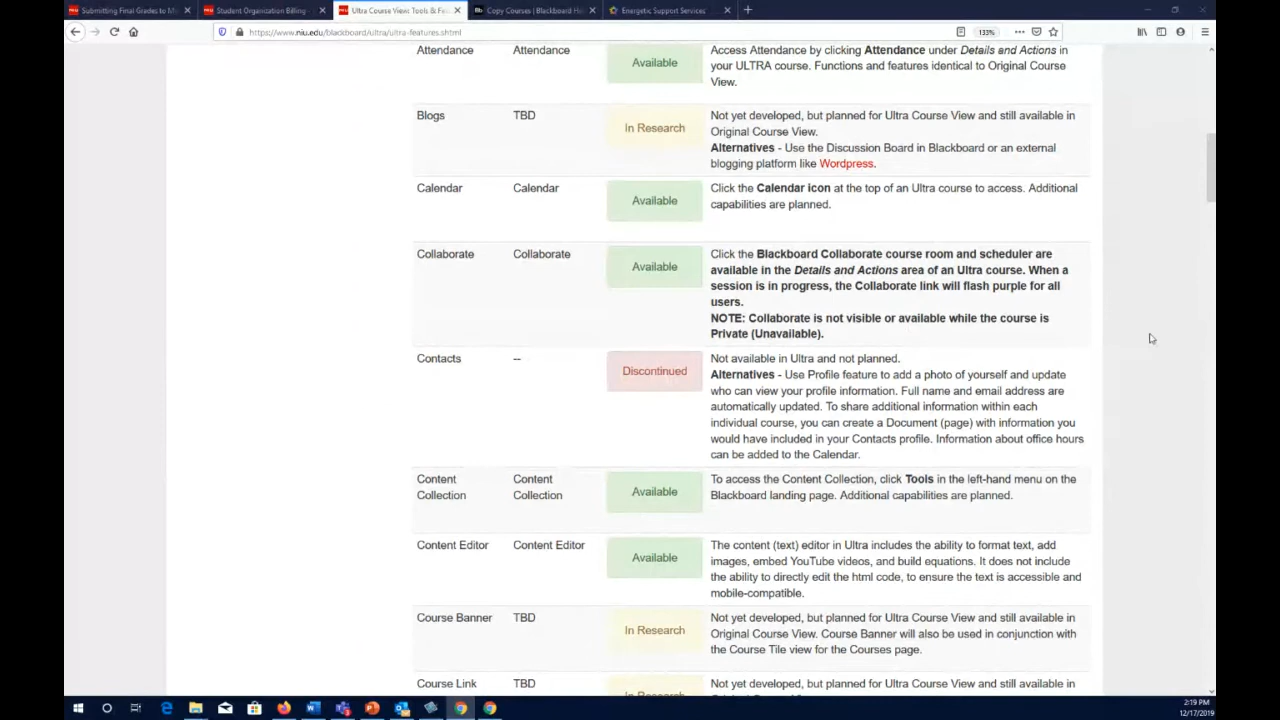 Submitting Final Grades to M
Student Organization Billing -
Ultra Course View: Tools & Fea
Copy Courses | Blackboard He
Energetic Support Services
https://www.niu.edu/blackboard/ultra/ultra-features.shtml
133%
Attendance Attendance Available Access Attendance by clicking Attendance under Details and Actions in
your ULTRA course. Functions and features identical to Original Course
View.
Blogs TBD In Research Not yet developed, but planned for Ultra Course View and still available in
Original Course View.
Alternatives - Use the Discussion Board in Blackboard or an external
blogging platform like Wordpress.
Calendar Calendar Available Click the Calendar icon at the top of an Ultra course to access. Additional
capabilities are planned.
Collaborate Collaborate Available Click the Blackboard Collaborate course room and scheduler are
available in the Details and Actions area of an Ultra course. When a
session is in progress, the Collaborate link will flash purple for all
users.
NOTE: Collaborate is not visible or available while the course is
Private (Unavailable).
Contacts -- Discontinued Not available in Ultra and not planned.
Alternatives - Use Profile feature to add a photo of yourself and update
who can view your profile information. Full name and email address are
automatically updated. To share additional information within each
individual course, you can create a Document (page) with information you
would have included in your Contacts profile. Information about office hours
can be added to the Calendar.
Content Content Available To access the Content Collection, click Tools in the left-hand menu on the
Collection Collection Blackboard landing page. Additional capabilities are planned.
Content Editor Content Editor Available The content (text) editor in Ultra includes the ability to format text, add
images, embed YouTube videos, and build equations. It does not include
the ability to directly edit the html code, to ensure the text is accessible and
mobile-compatible.
Course Banner TBD In Research Not yet developed, but planned for Ultra Course View and still available in
Original Course View. Course Banner will also be used in conjunction with
the Course Tile view for the Courses page.
Course Link TBD In Research Not yet developed, but planned for Ultra Course View and still available in
2:19 PM
12/17/2019